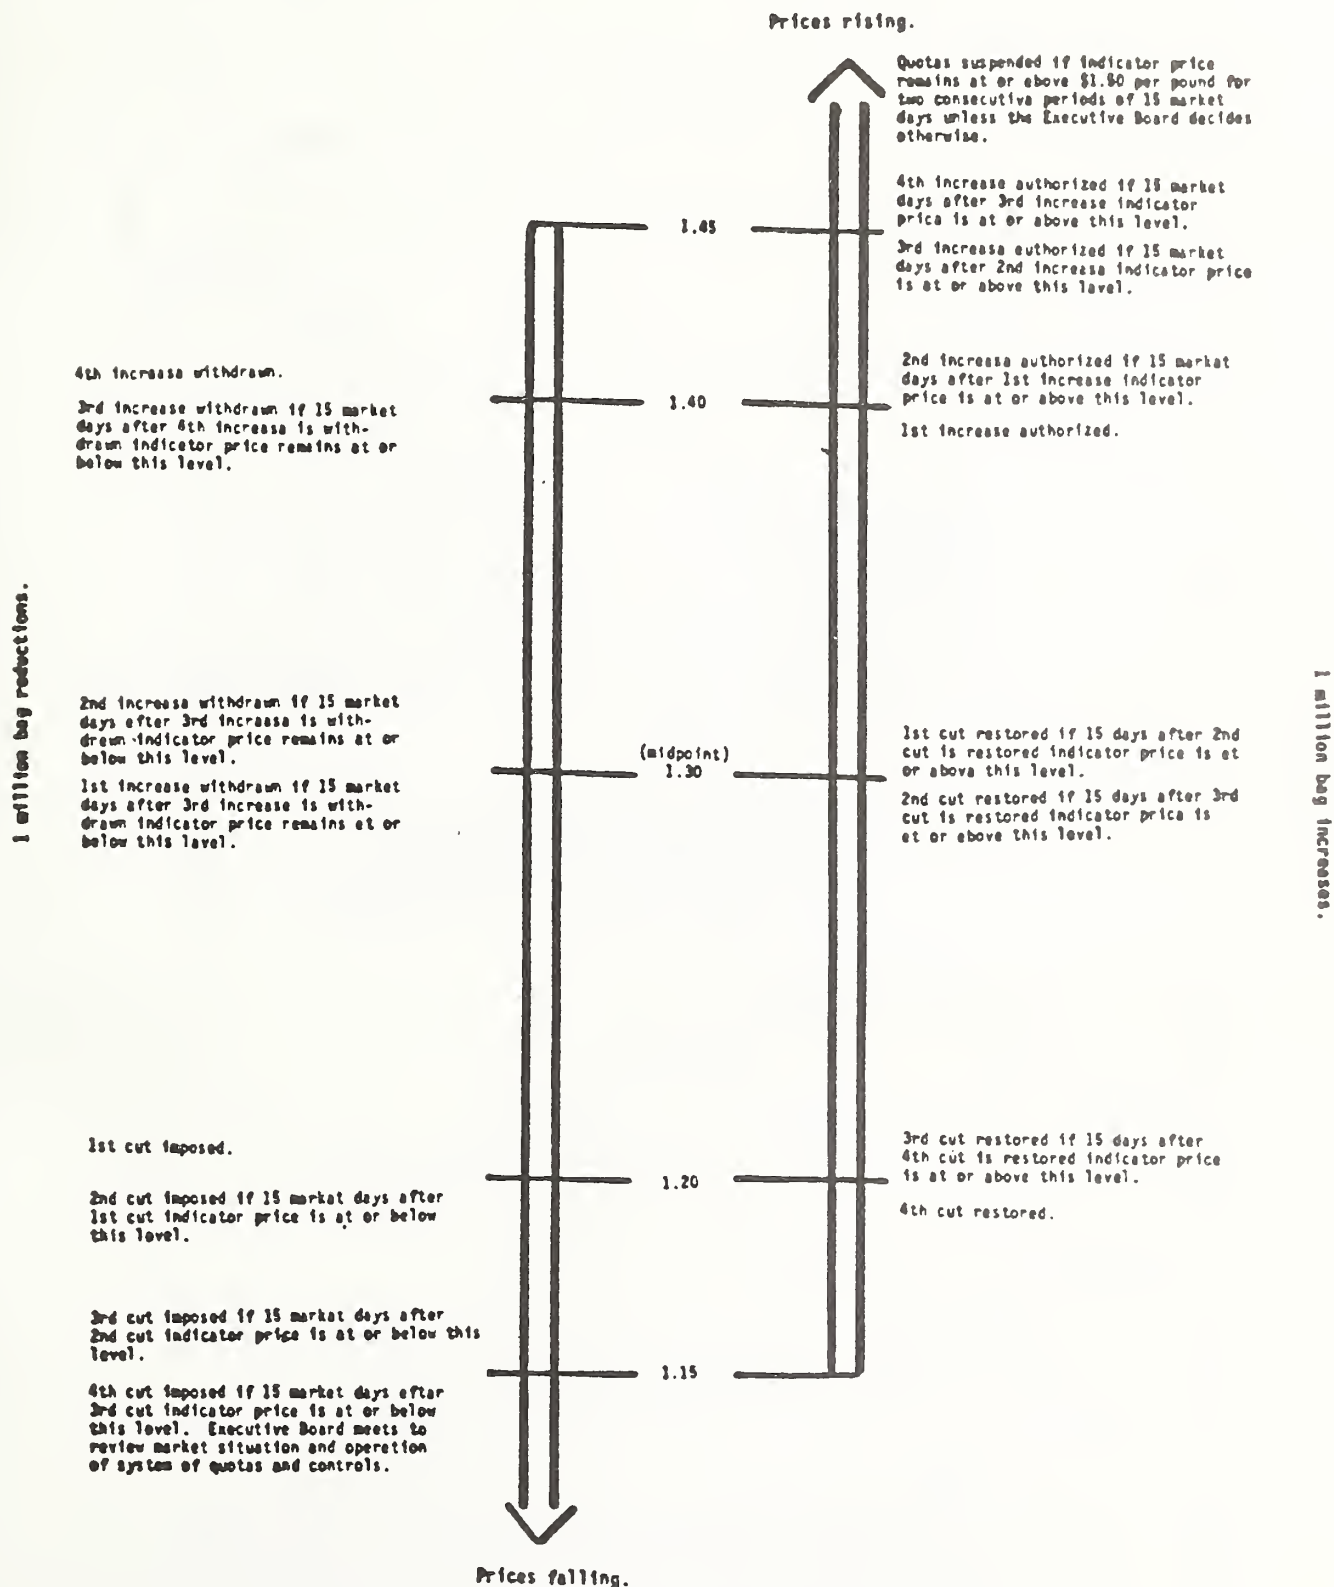 Prices rising.
Quotas suspended if indicator price
remains at or above $1.50 per pound for
two consecutive periods of 15 market
days unless the Executive Board decides
otherwise.
4th increase authorized if 15 market
days after 3rd increase indicator
price is at or above this level.
1.45
3rd increase authorized if 15 market
days after 2nd increase indicator price
is at or above this level.
4th increase withdrawn.
3rd increase withdrawn if 15 market
days after 4th increase is with-
drawn indicator price remains at or
below this level.
1.40
2nd increase authorized if 15 market
days after 1st increase indicator
price is at or above this level.
1st increase authorized.
1 million bag reductions.
2nd increase withdrawn if 15 market
days after 3rd increase is with-
drawn indicator price remains at or
below this level.
1st increase withdrawn if 15 market
days after 3rd increase is with-
drawn indicator price remains at or
below this level.
(midpoint)
1.30
1st cut restored if 15 days after 2nd
cut is restored indicator price is at
or above this level.
2nd cut restored if 15 days after 3rd
cut is restored indicator price is
at or above this level.
1 million bag increases.
1st cut imposed.
2nd cut imposed if 15 market days after
1st cut indicator price is at or below
this level.
1.20
3rd cut restored if 15 days after
4th cut is restored indicator price
is at or above this level.
4th cut restored.
3rd cut imposed if 15 market days after
2nd cut indicator price is at or below this
level.
1.15
4th cut imposed if 15 market days after
3rd cut indicator price is at or below
this level. Executive Board meets to
review market situation and operation
of system of quotas and controls.
Prices falling.